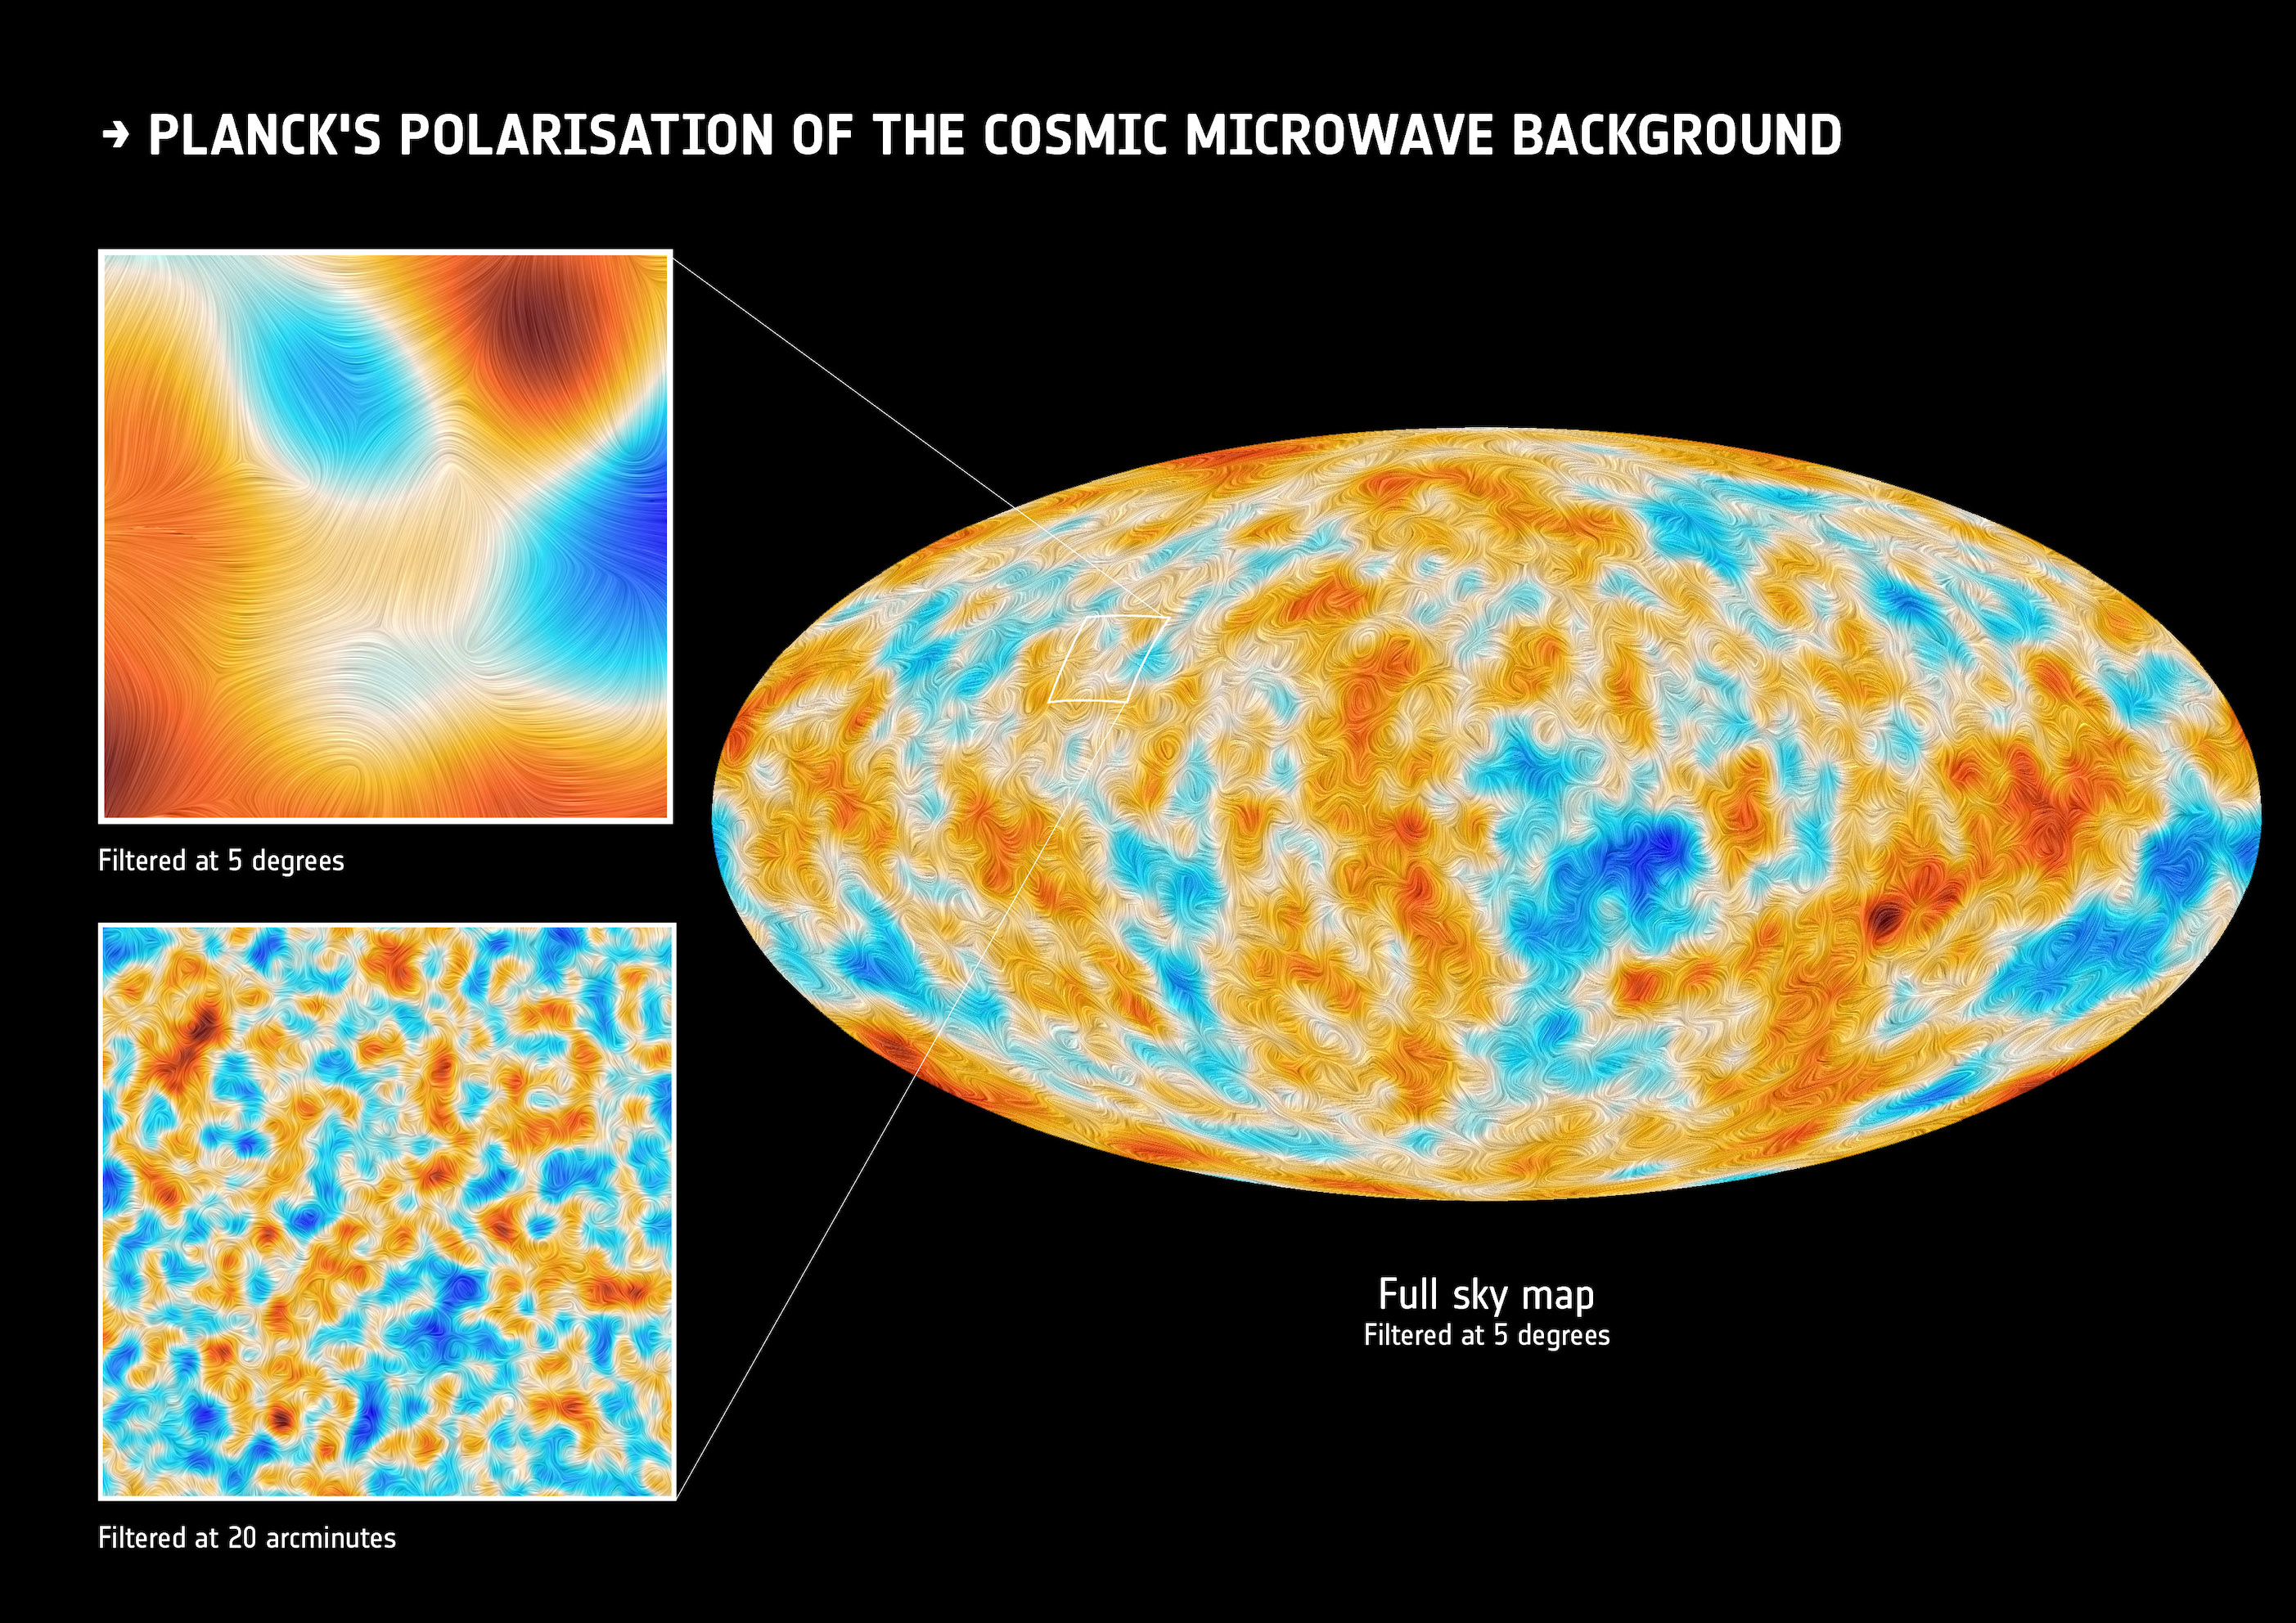 → PLANCK'S POLARISATION OF THE COSMIC MICROWAVE BACKGROUND
Filtered at 5 degrees
Filtered at 20 arcminutes
Full sky map
Filtered at 5 degrees